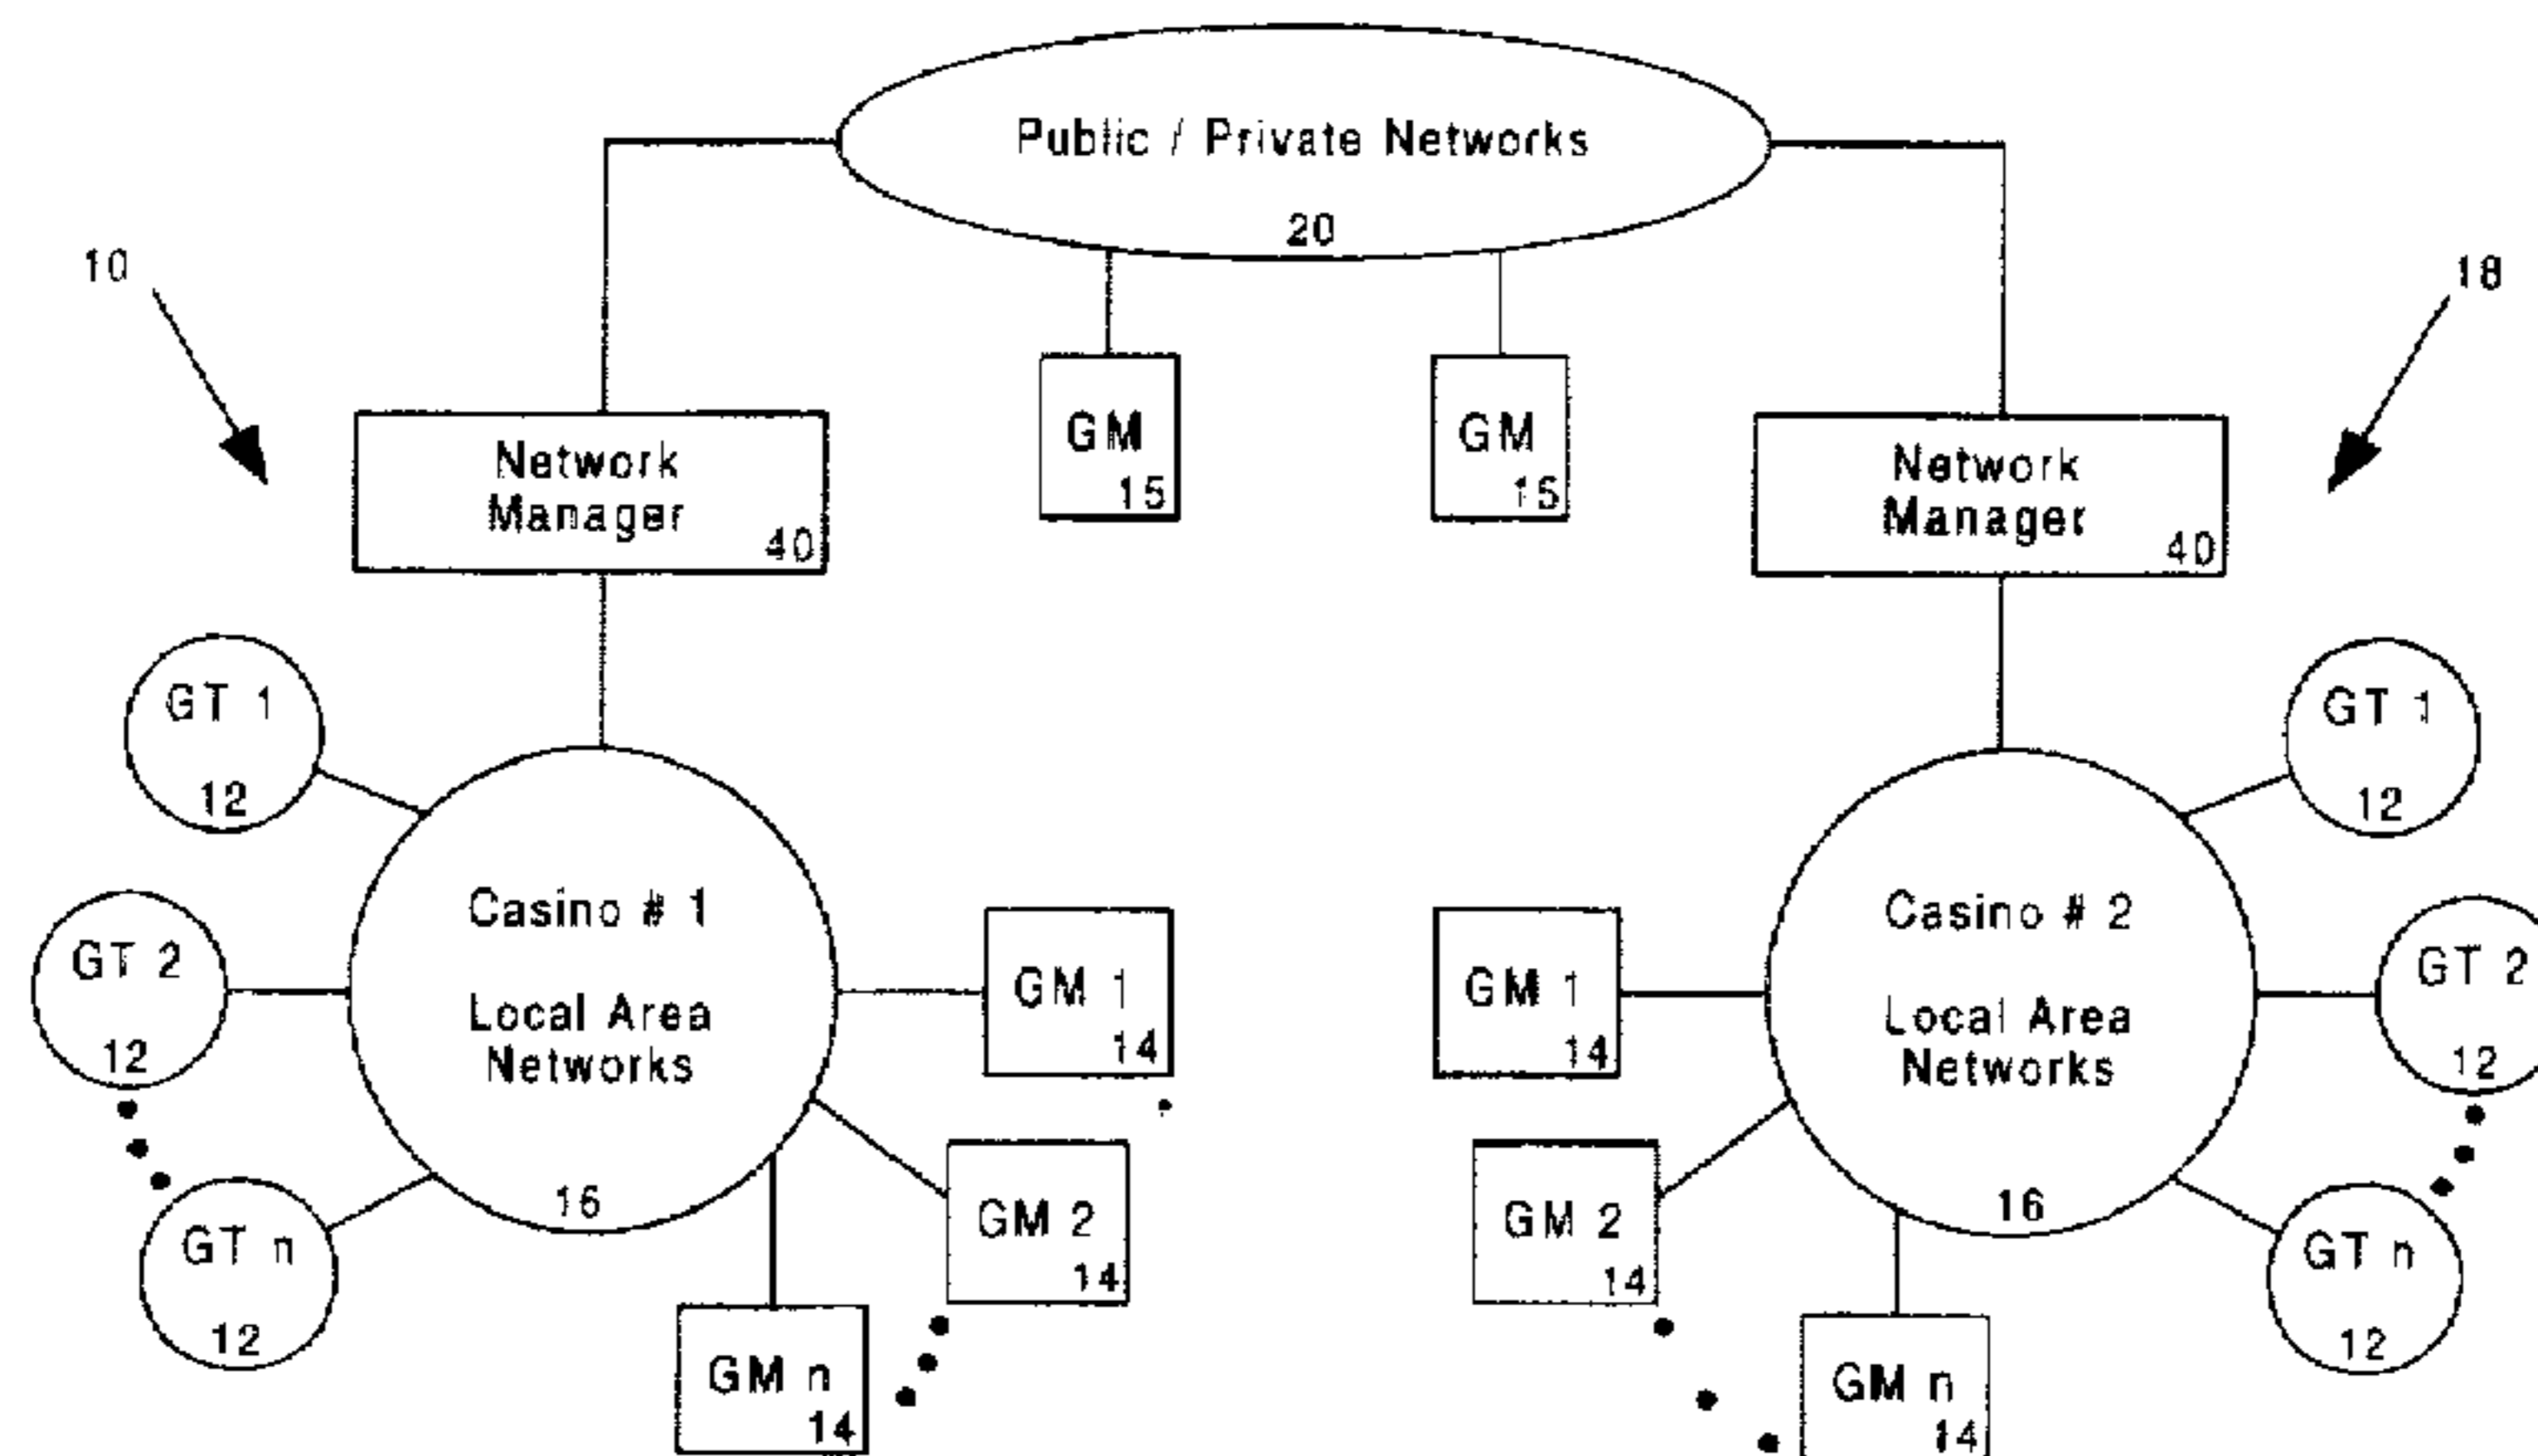 Public / Private Networks
20
10
18
GM
15
GM
15
Network
Manager
40
Network
Manager
40
GT 1
12
GT 1
12
Casino # 1
Local Area
Networks
16
Casino # 2
Local Area
Networks
16
GT 2
12
GM 1
14
GM 1
14
GT 2
12
GM 2
14
GM 2
14
GT n
12
GT n
12
GM n
14
GM n
14